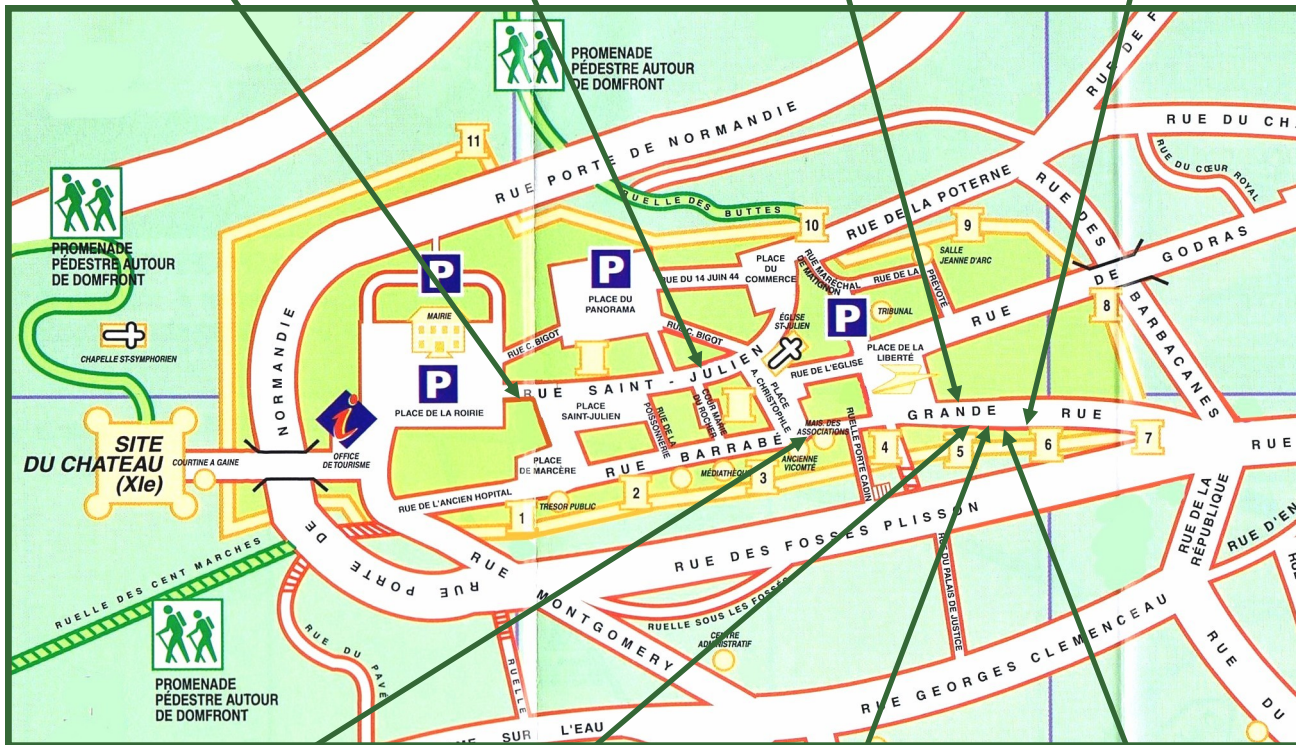 PROMENADE
PÉDESTRE AUTOUR
DE DOMFRONT
RUE DE F
RUE DU CH
RUE DU CŒUR ROYAL
11
RUE PORTE DE NORMANDIE
RUELLE DES BUTTES
10
RUE DE LA POTERNE
9
RUE DES BARBACANES
SALLE
JEANNE D'ARC
PROMENADE
PÉDESTRE AUTOUR
DE DOMFRONT
P
P
RUE DU 14 JUIN 44
PLACE
DU
COMMERCE
RUE MARÉCHAL
DE MATIGNON
RUE DE LA PRÉVOTÉ
RUE DE GODRAS
PLACE DU
PANORAMA
MAIRIE
P
TRIBUNAL
8
CHAPELLE ST-SYMPHORIEN
RUE C. BIGOT
RUE C. BIGOT
ÉGLISE
ST-JULIEN
PLACE DE LA
LIBERTÉ
RUE DE L'EGLISE
P
PLACE DE LA ROIRIE
RUE SAINT - JULIEN
PLACE
SAINT-JULIEN
RUE DE LA
POISSONNERIE
COUR MARIE
DU ROCHER
PLACE
A. CHRISTOPHLE
MAIS. DES
ASSOCIATIONS
GRANDE RUE
RUE
i
OFFICE
DE TOURISME
SITE
DU CHATEAU
(XIe)
COURTINE A GAINE
PLACE
DE MARCÈRE
RUE BARRABÉ
MÉDIATHÈQUE
ANCIENNE
VICOMTÉ
RUELLE PORTE CADIN
RUE DE L'ANCIEN HOPITAL
TRESOR PUBLIC
1
2
3
4
5
6
7
RUE PORTE DE NORMANDIE
RUE DES FOSSES PLISSON
RUE DE LA
RÉPUBLIQUE
RUE D'EN
RUELLE DES CENT MARCHES
RUE MONTGOMERY
RUELLE SOUS LES FOSSÉS
RUE DU PALAIS DE JUSTICE
CENTRE
ADMINISTRATIF
RUE GEORGES CLEMENCEAU
RUE DU
RUE DU PAVÉ
RUELLE
SUR L'EAU
PROMENADE
PÉDESTRE AUTOUR
DE DOMFRONT